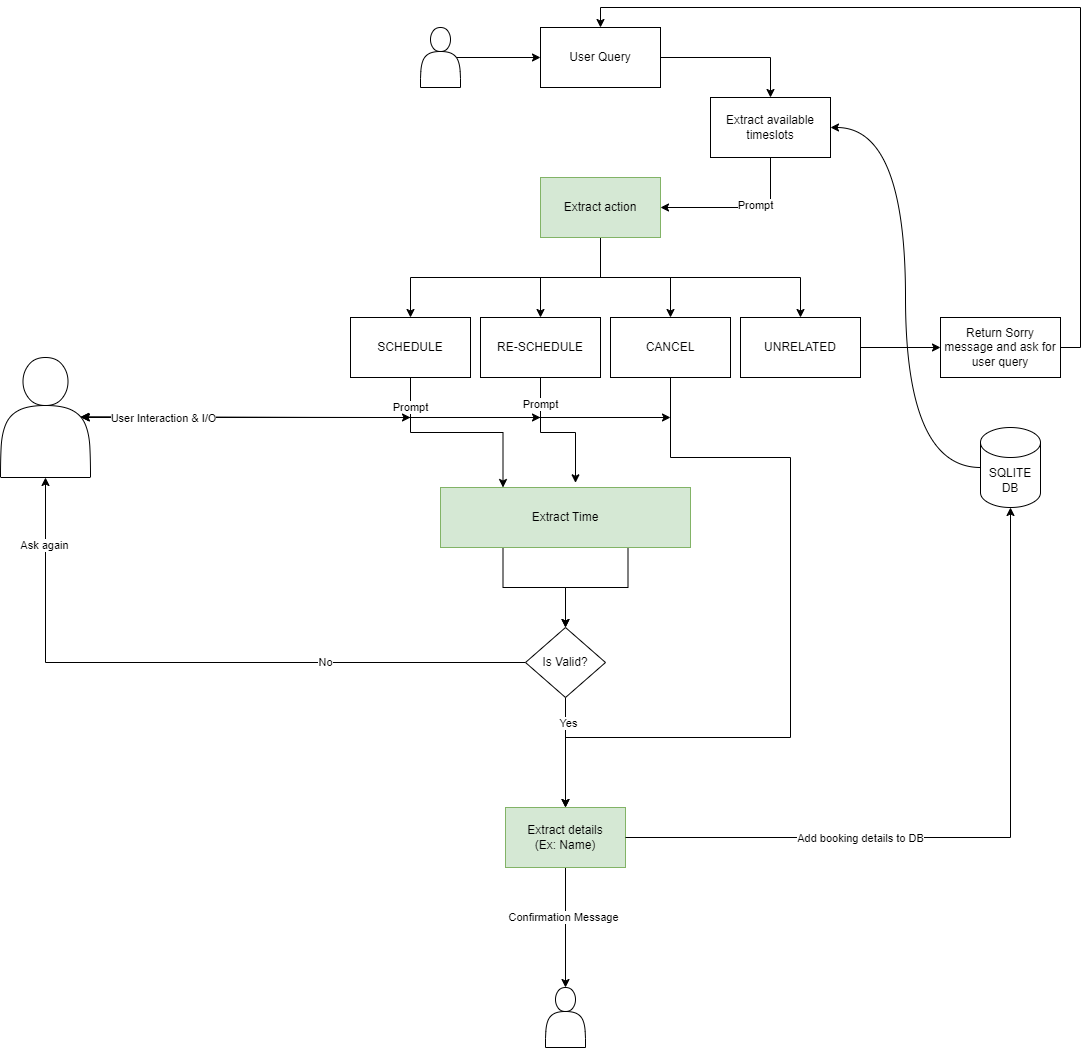 User Query
Extract available
timeslots
Extract action
Prompt
SCHEDULE
RE-SCHEDULE
CANCEL
UNRELATED
Return Sorry
message and ask for
user query
Prompt
Prompt
User Interaction & I/O
SQLITE
DB
Extract Time
Ask again
No
Is Valid?
Yes
Extract details
(Ex: Name)
Add booking details to DB
Confirmation Message